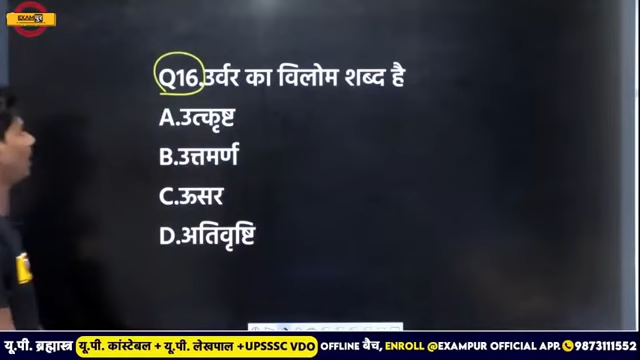 EXAMपुर
Q16.उर्वर का विलोम शब्द है
A.उत्कृष्ट
B.उत्तमर्ण
C.ऊसर
D.अतिवृष्टि
यू.पी. ब्रह्मास्त्र यू.पी. कांस्टेबल + यू.पी. लेखपाल +UPSSSC VDO OFFLINE बैच, ENROLL @EXAMPUR OFFICIAL APP. 9873111552